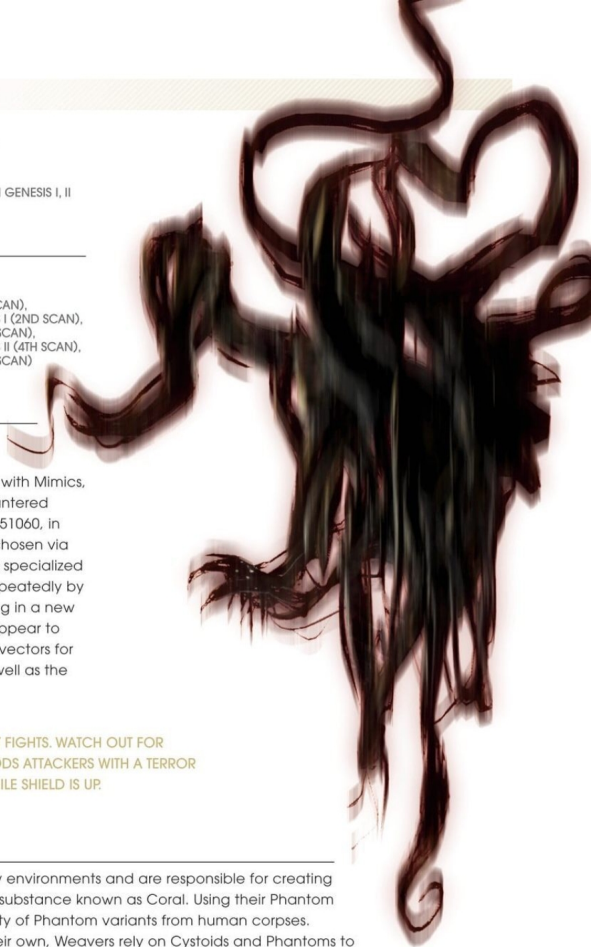 GENESIS I, II
CAN),
I (2ND SCAN),
SCAN),
II (4TH SCAN),
SCAN)
with Mimics,
untered
51060, in
hosen via
specialized
peatedly by
g in a new
ppear to
vectors for
well as the
FIGHTS. WATCH OUT FOR
ODS ATTACKERS WITH A TERROR
ILE SHIELD IS UP.
environments and are responsible for creating
substance known as Coral. Using their Phantom
ty of Phantom variants from human corpses.
eir own, Weavers rely on Cystoids and Phantoms to